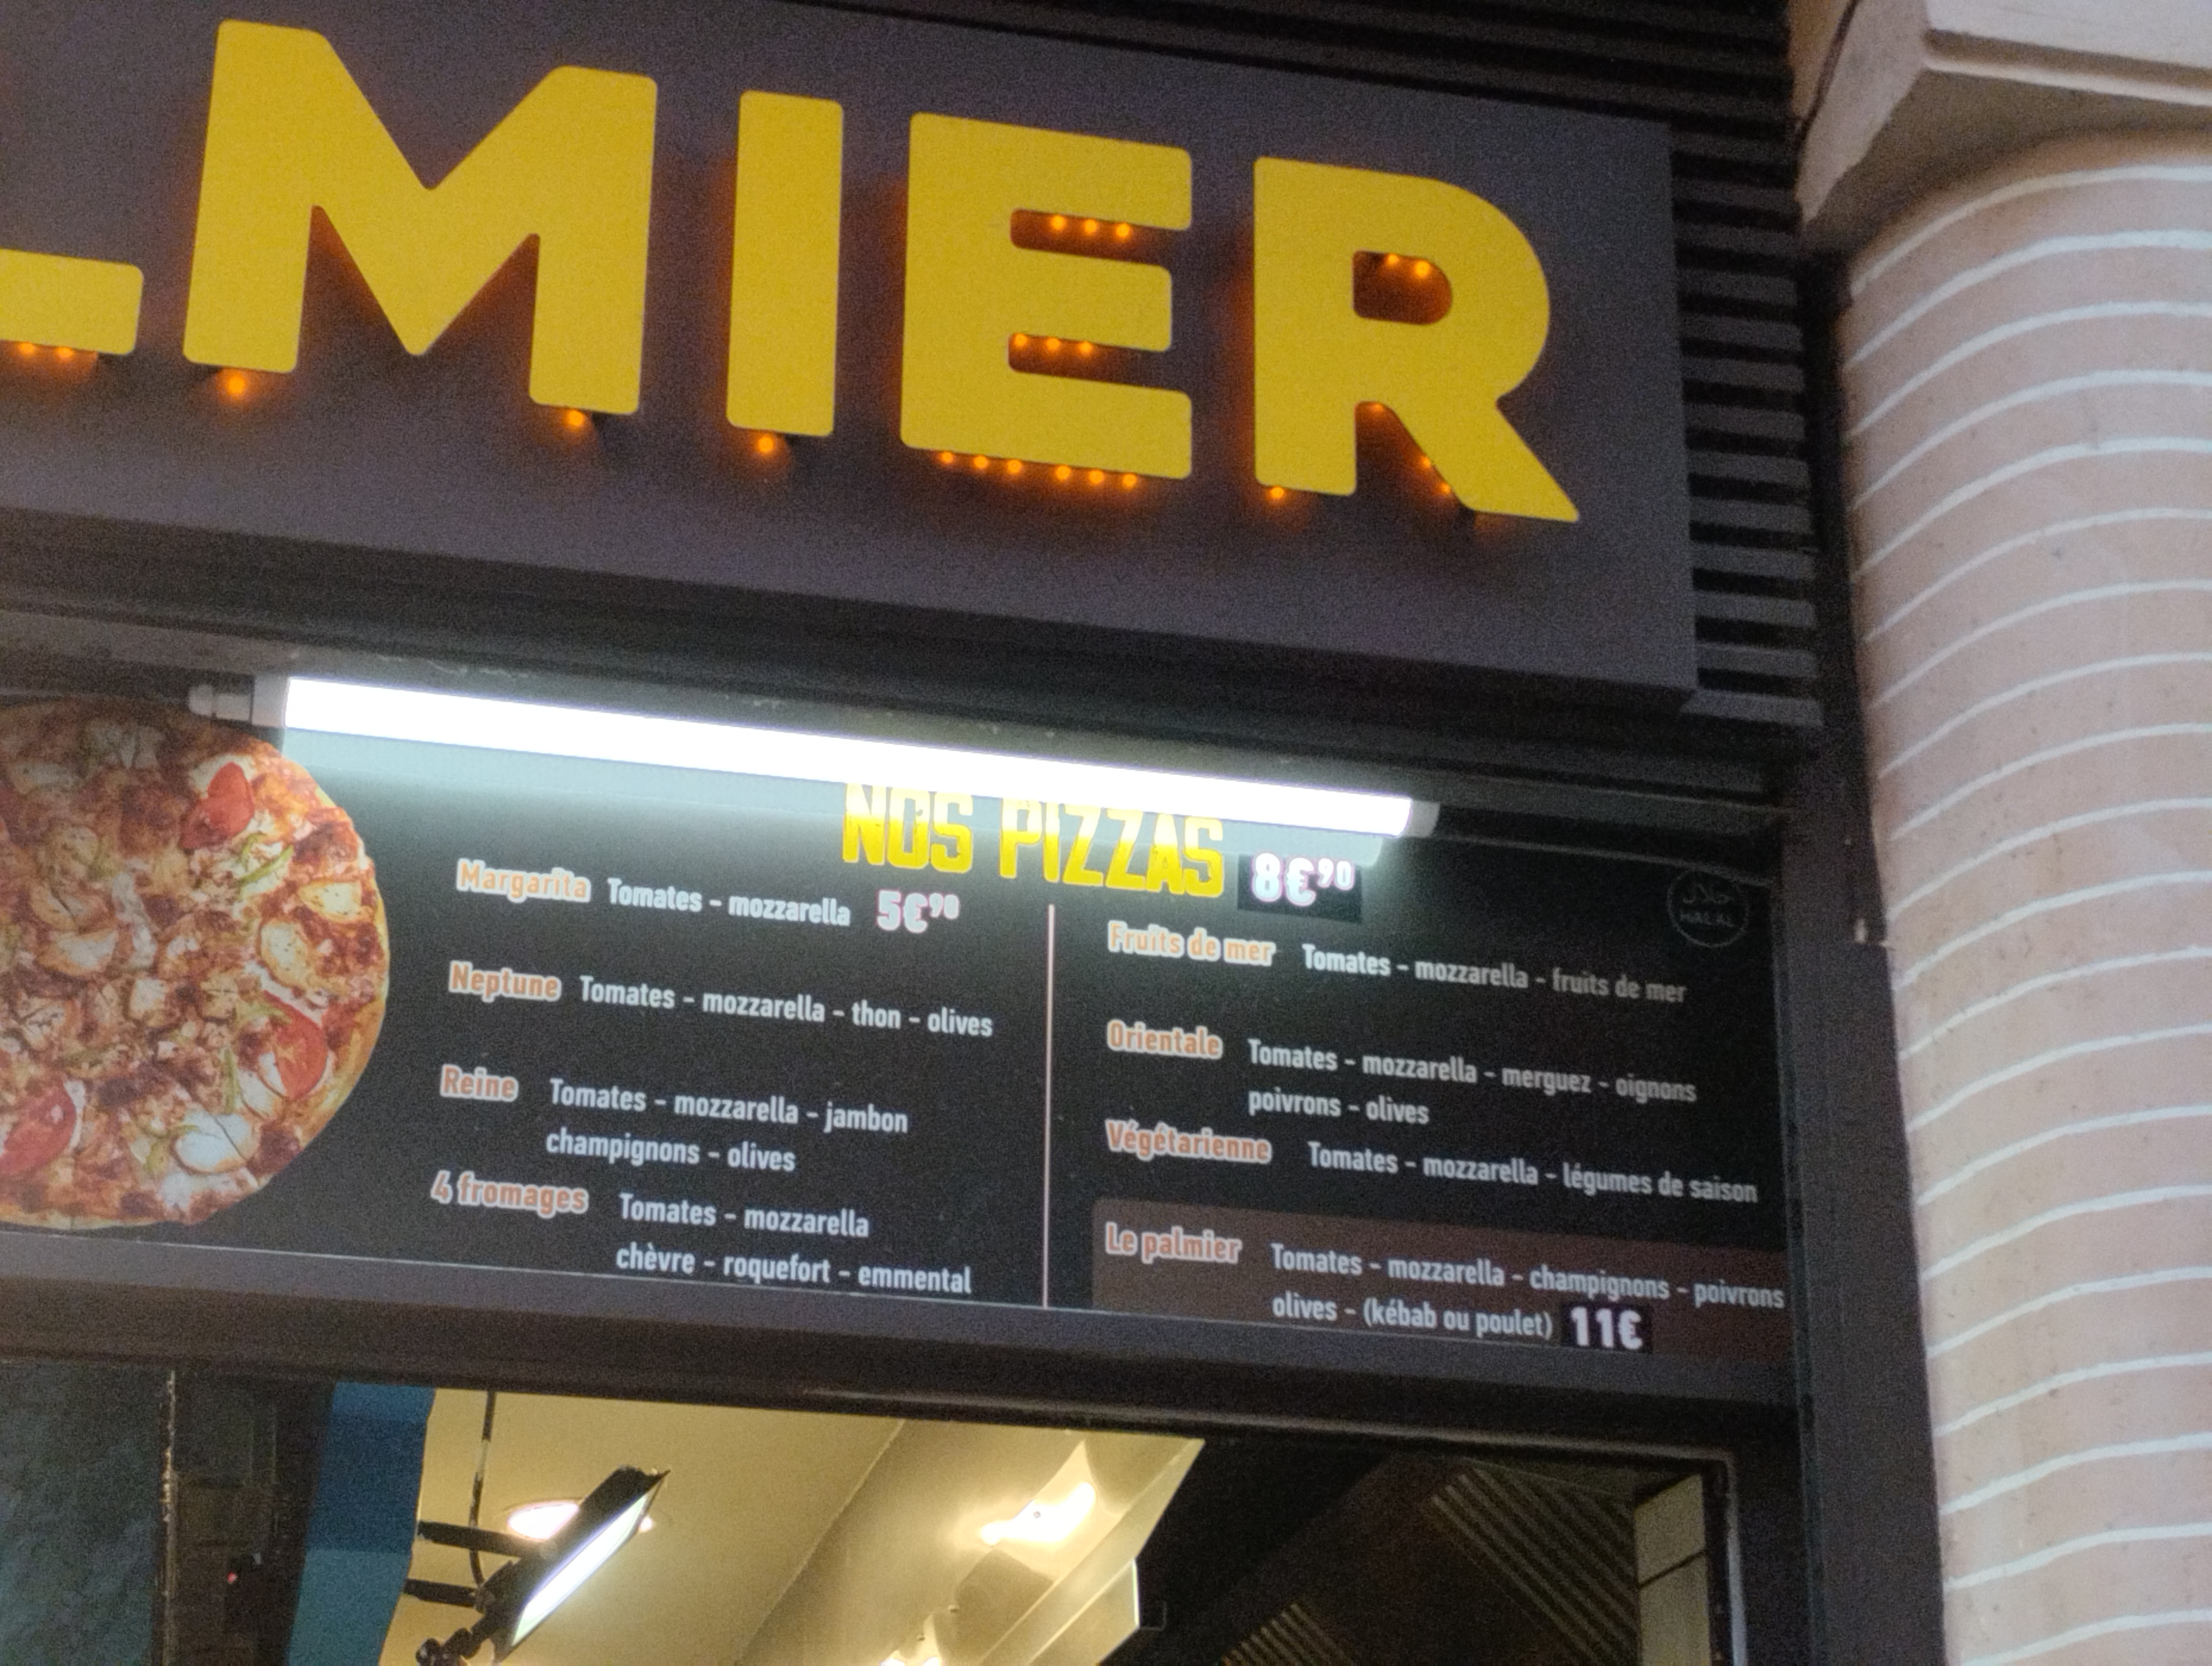 LMIER
NOS PIZZAS 8€90
Margarita Tomates - mozzarella 5€90
Neptune Tomates - mozzarella - thon - olives
Reine Tomates - mozzarella - jambon
champignons - olives
4 fromages Tomates - mozzarella
chèvre - roquefort - emmental
حلال
HALAL
Fruits de mer Tomates - mozzarella - fruits de mer
Orientale Tomates - mozzarella - merguez - oignons
poivrons - olives
Végétarienne Tomates - mozzarella - légumes de saison
Le palmier Tomates - mozzarella - champignons - poivrons
olives - (kébab ou poulet) 11€